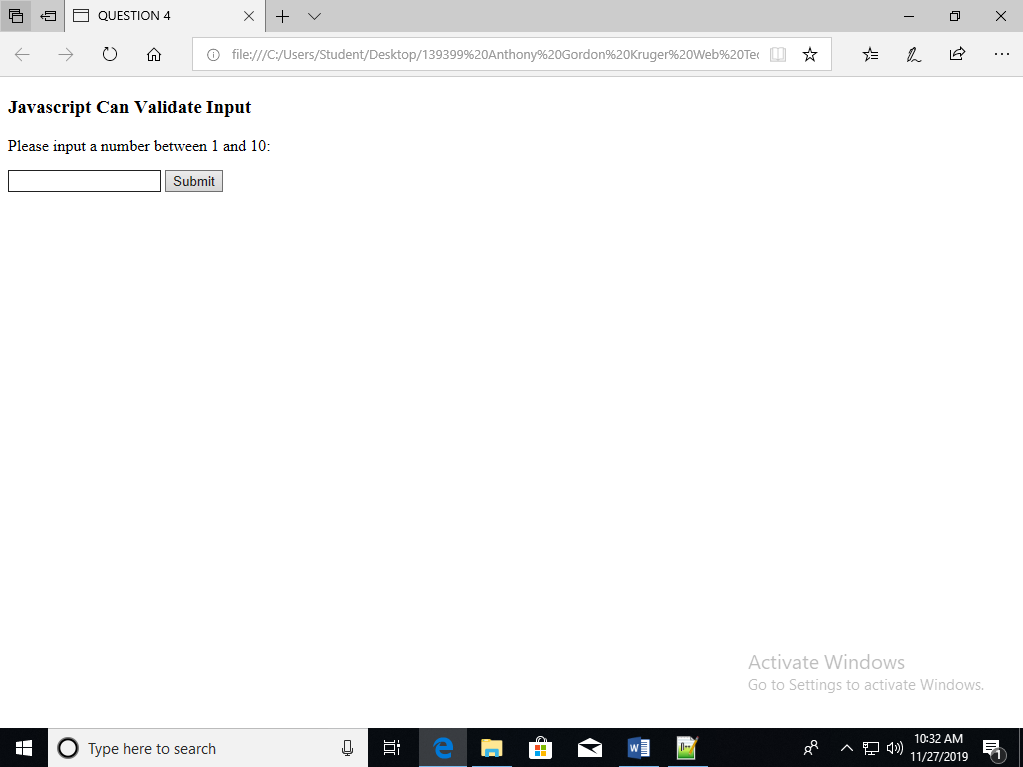 QUESTION 4
file:///C:/Users/Student/Desktop/139399%20Anthony%20Gordon%20Kruger%20Web%20Tec
Javascript Can Validate Input
Please input a number between 1 and 10:
Submit
Activate Windows
Go to Settings to activate Windows.
Type here to search
10:32 AM
11/27/2019
1